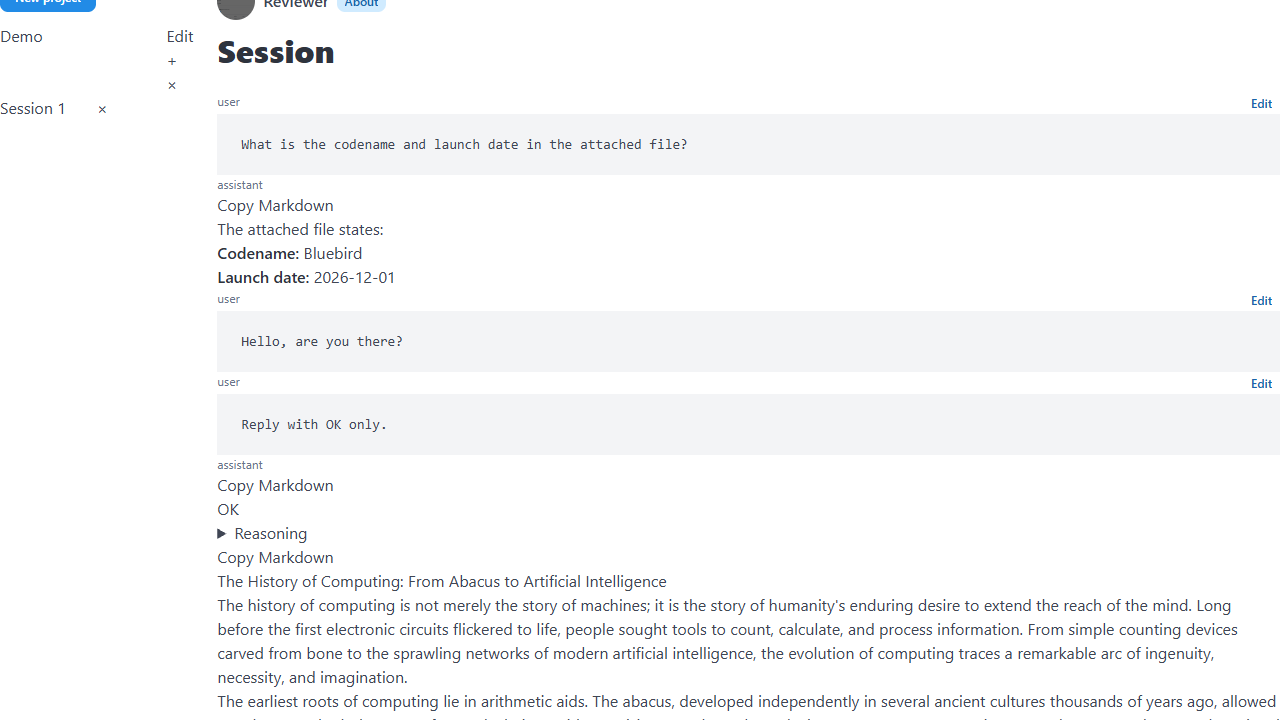 New project
Reviewer About
Demo Edit
+
×
Session 1 ×
Session
user Edit
What is the codename and launch date in the attached file?
assistant
Copy Markdown
The attached file states:
Codename: Bluebird
Launch date: 2026-12-01
user Edit
Hello, are you there?
user Edit
Reply with OK only.
assistant
Copy Markdown
OK
Reasoning
Copy Markdown
The History of Computing: From Abacus to Artificial Intelligence
The history of computing is not merely the story of machines; it is the story of humanity's enduring desire to extend the reach of the mind. Long
before the first electronic circuits flickered to life, people sought tools to count, calculate, and process information. From simple counting devices
carved from bone to the sprawling networks of modern artificial intelligence, the evolution of computing traces a remarkable arc of ingenuity,
necessity, and imagination.
The earliest roots of computing lie in arithmetic aids. The abacus, developed independently in several ancient cultures thousands of years ago, allowed